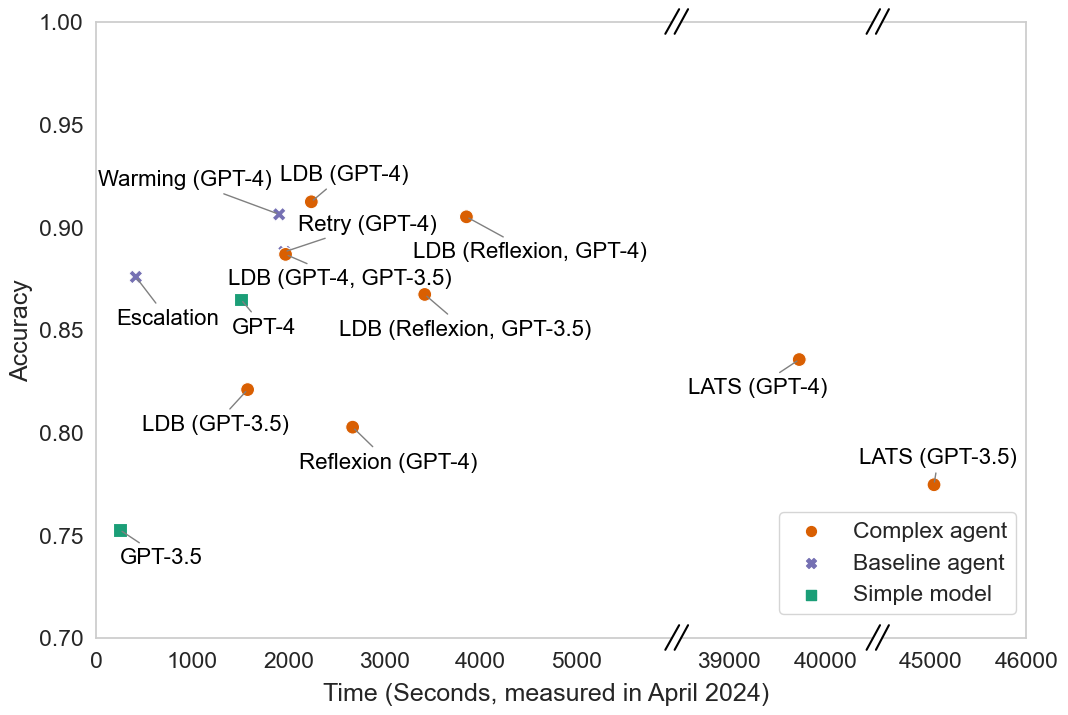 1.00
0.95
0.90
0.85
0.80
0.75
0.70
Accuracy
Warming (GPT-4)
LDB (GPT-4)
Retry (GPT-4)
LDB (Reflexion, GPT-4)
LDB (GPT-4, GPT-3.5)
Escalation
GPT-4
LDB (Reflexion, GPT-3.5)
LATS (GPT-4)
LDB (GPT-3.5)
Reflexion (GPT-4)
LATS (GPT-3.5)
GPT-3.5
Complex agent
Baseline agent
Simple model
0 1000 2000 3000 4000 5000 39000 40000 45000 46000
Time (Seconds, measured in April 2024)